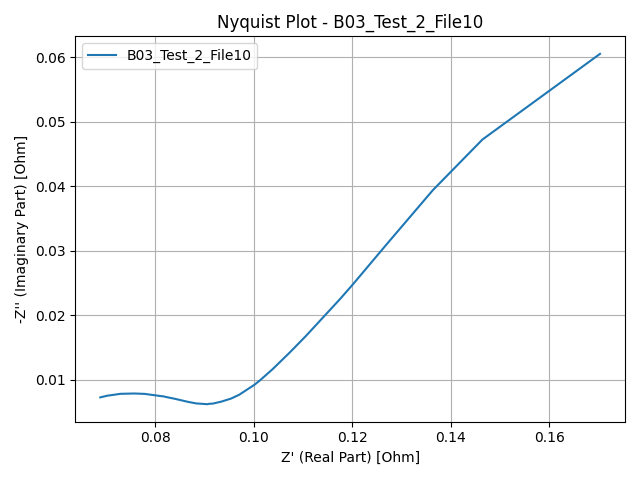 Nyquist Plot - B03_Test_2_File10
B03_Test_2_File10
-Z'' (Imaginary Part) [Ohm]
0.06
0.05
0.04
0.03
0.02
0.01
0.08 0.10 0.12 0.14 0.16
Z' (Real Part) [Ohm]